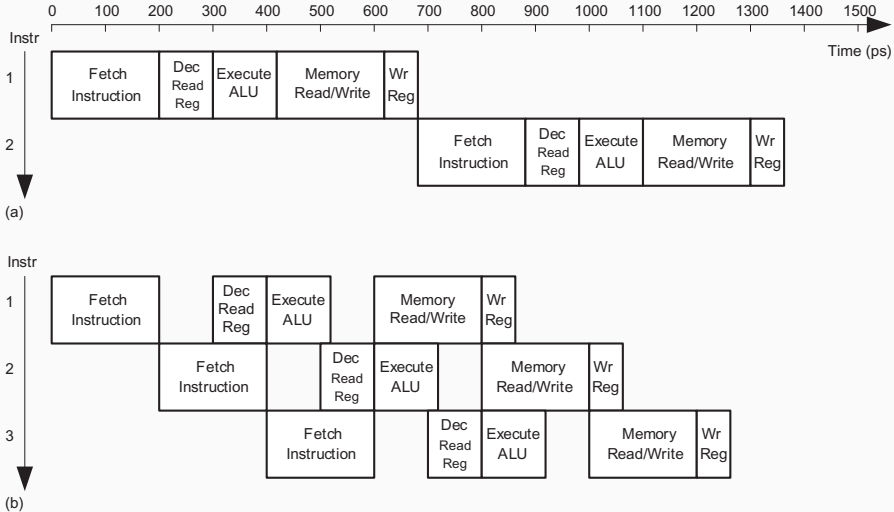 0 100 200 300 400 500 600 700 800 900 1000 1100 1200 1300 1400 1500
Instr
Time (ps)
1
Fetch
Instruction
Dec
Read
Reg
Execute
ALU
Memory
Read/Write
Wr
Reg
2
Fetch
Instruction
Dec
Read
Reg
Execute
ALU
Memory
Read/Write
Wr
Reg
(a)
Instr
1
Fetch
Instruction
Dec
Read
Reg
Execute
ALU
Memory
Read/Write
Wr
Reg
2
Fetch
Instruction
Dec
Read
Reg
Execute
ALU
Memory
Read/Write
Wr
Reg
3
Fetch
Instruction
Dec
Read
Reg
Execute
ALU
Memory
Read/Write
Wr
Reg
(b)